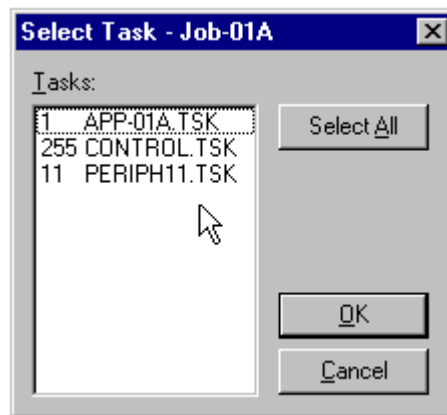 Select Task - Job-01A
Tasks:
1 APP-01A.TSK
255 CONTROL.TSK
11 PERIPH11.TSK
Select All
OK
Cancel